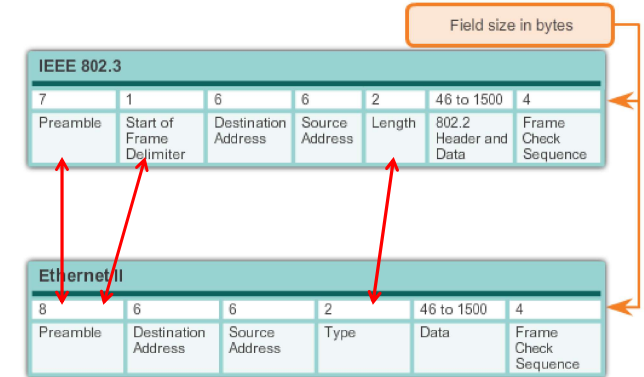 Field size in bytes
IEEE 802.3
7 1 6 6 2 46 to 1500 4
Preamble Start of Destination Source Length 802.2 Frame
Frame Address Address Header and Check
Delimiter Data Sequence
Ethernet II
8 6 6 2 46 to 1500 4
Preamble Destination Source Type Data Frame
Address Address Check
Sequence